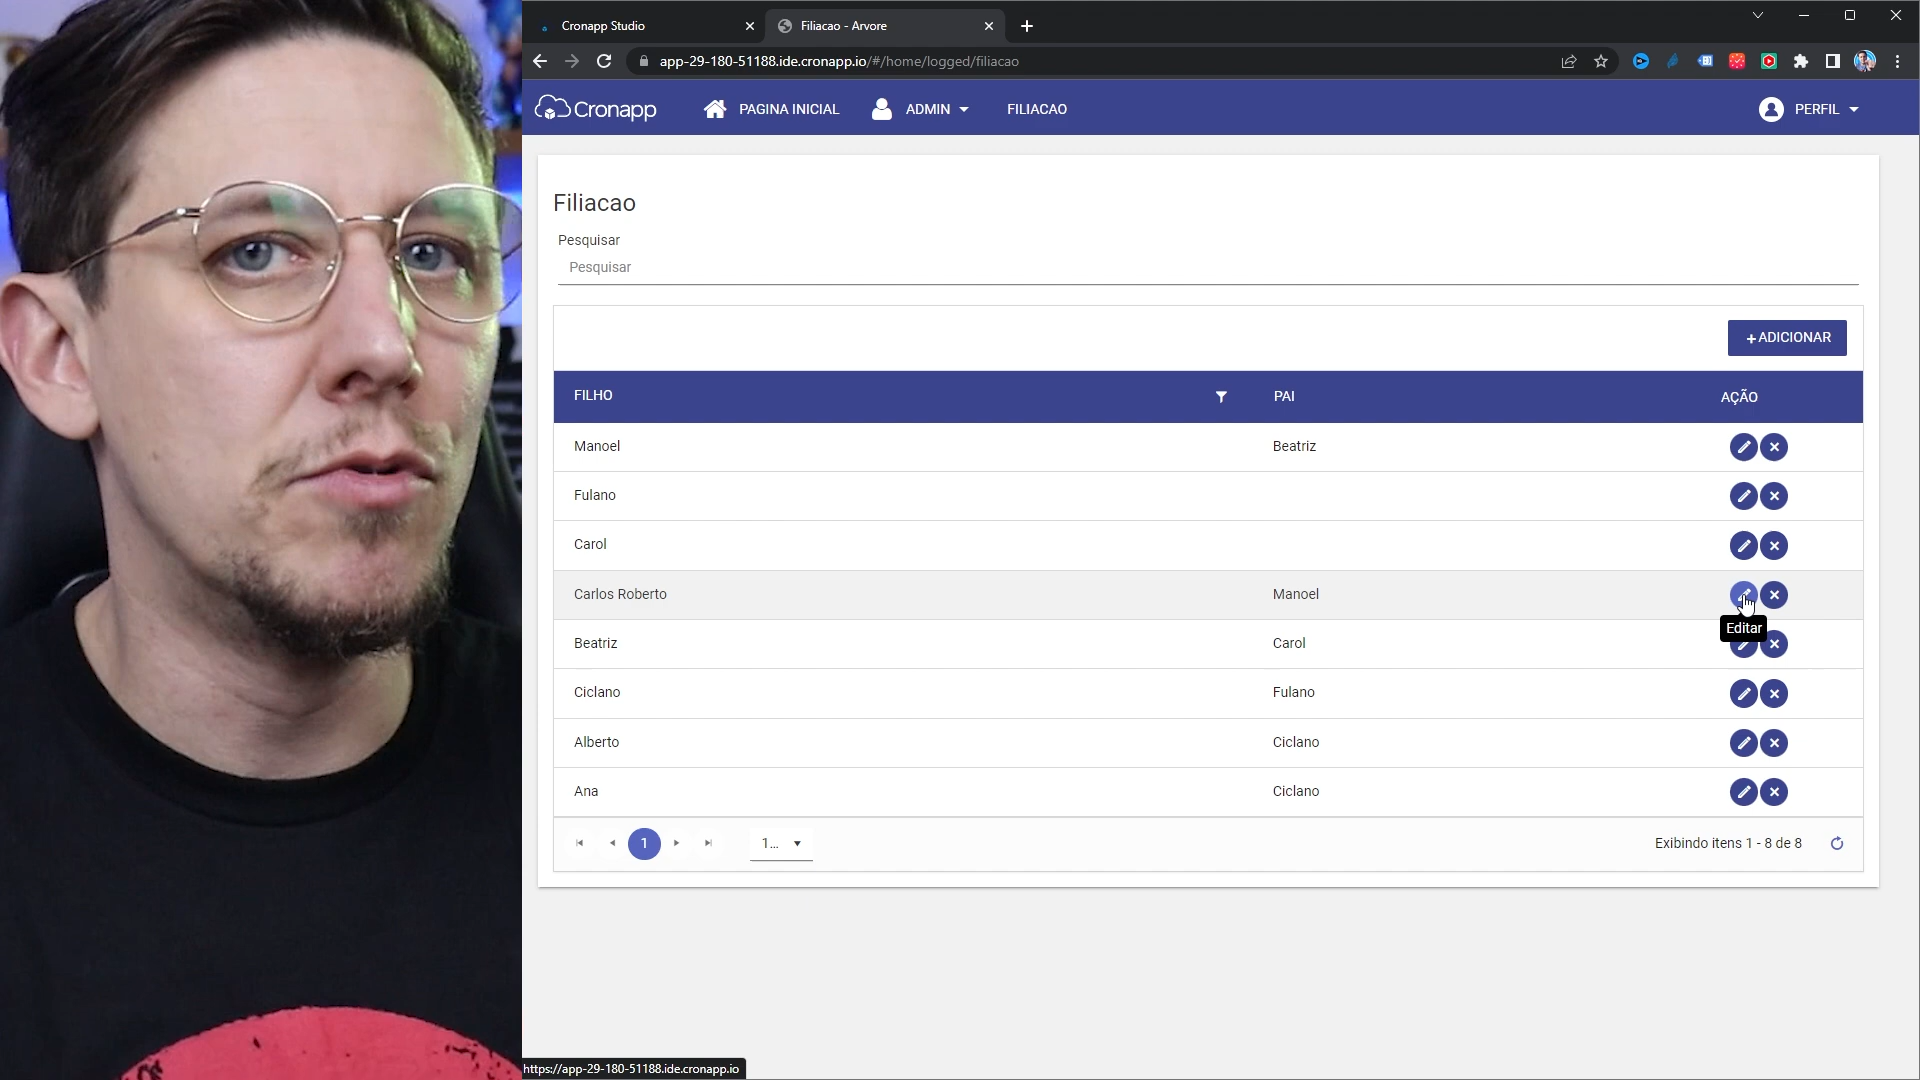 Cronapp Studio
Filiacao - Arvore
app-29-180-51188.ide.cronapp.io/#/home/logged/filiacao
Cronapp
PAGINA INICIAL
ADMIN
FILIACAO
PERFIL
Filiacao
Pesquisar
Pesquisar
+ADICIONAR
FILHO PAI AÇÃO
Manoel Beatriz
Fulano
Carol
Carlos Roberto Manoel
Editar
Beatriz Carol
Ciclano Fulano
Alberto Ciclano
Ana Ciclano
1 1... Exibindo itens 1 - 8 de 8
https://app-29-180-51188.ide.cronapp.io